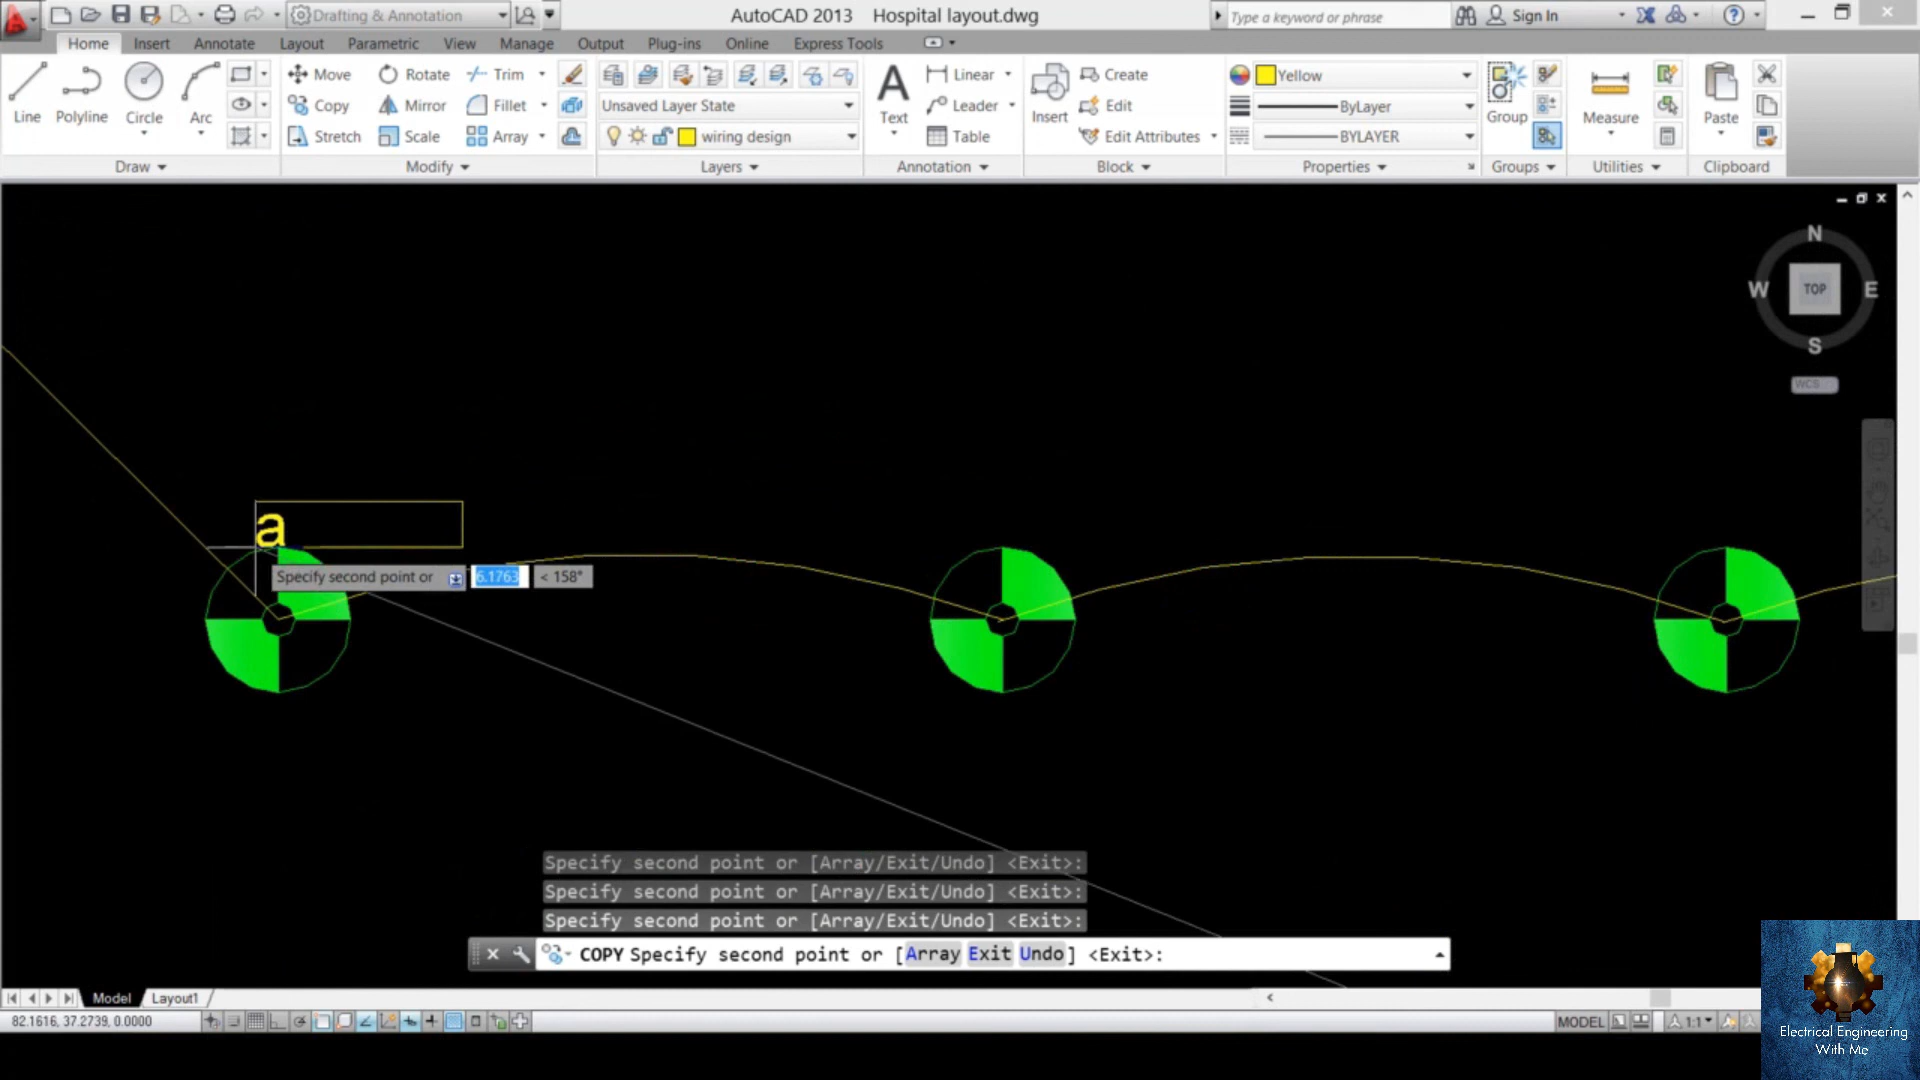 Drafting & Annotation
AutoCAD 2013 Hospital layout.dwg
Type a keyword or phrase
Sign In
Home Insert Annotate Layout Parametric View Manage Output Plug-ins Online Express Tools
Line Polyline Circle Arc
Draw
Move Rotate Trim
Copy Mirror Fillet
Stretch Scale Array
Modify
Unsaved Layer State
wiring design
Layers
Text
Linear
Leader
Table
Annotation
Insert
Create
Edit
Edit Attributes
Block
Yellow
ByLayer
BYLAYER
Properties
Group
Groups
Measure
Utilities
Paste
Clipboard
N
W TOP E
S
WCS
a
Specify second point or 6.1763 < 158°
Specify second point or [Array/Exit/Undo] <Exit>:
Specify second point or [Array/Exit/Undo] <Exit>:
Specify second point or [Array/Exit/Undo] <Exit>:
COPY Specify second point or [Array Exit Undo] <Exit>:
Model Layout1
82.1616, 37.2739, 0.0000
MODEL
1:1
Electrical Engineering
With Me